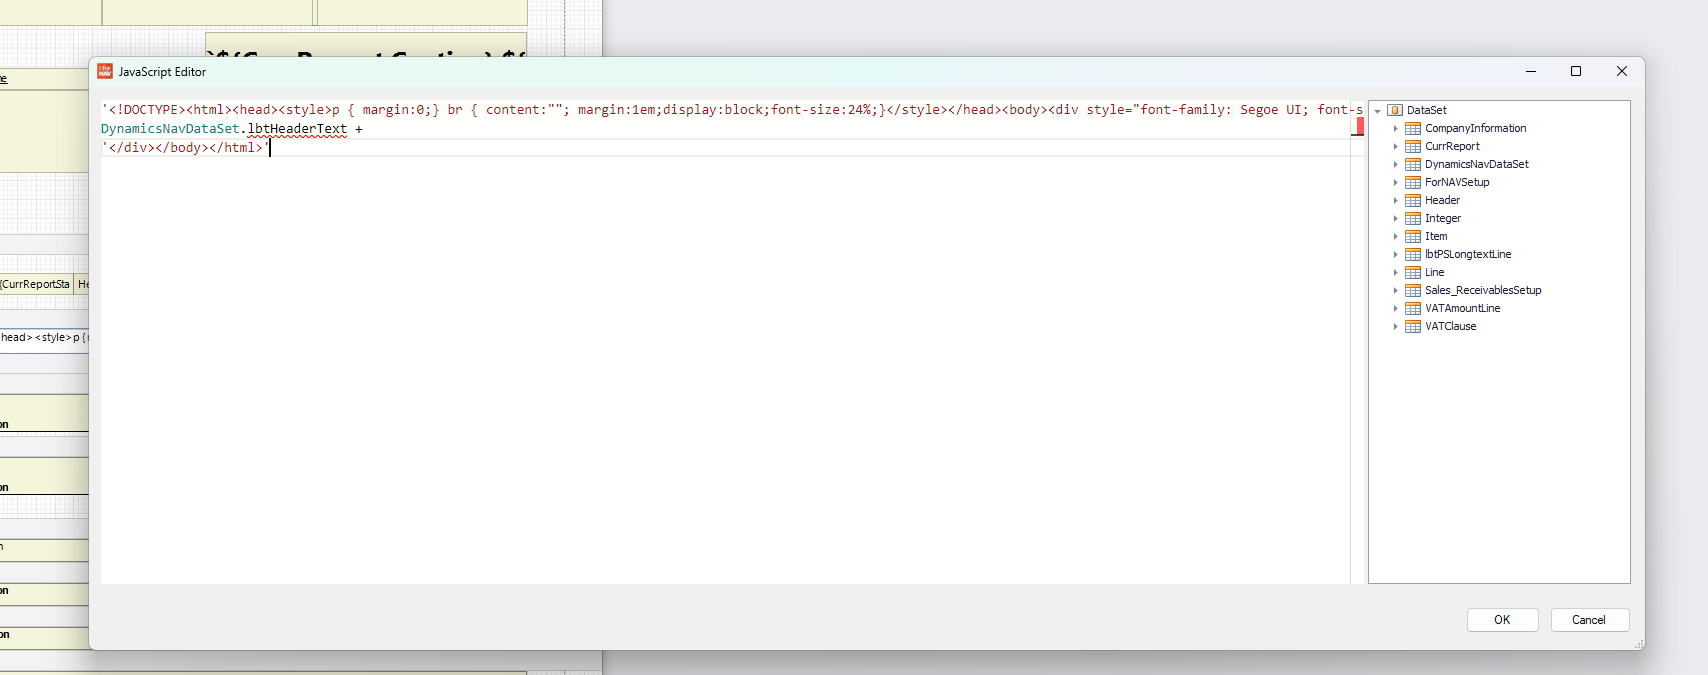 JavaScript Editor
'<!DOCTYPE><html><head><style>p { margin:0;} br { content:""; margin:1em;display:block;font-size:24%;}</style></head><body><div style="font-family: Segoe UI; font-s
DynamicsNavDataSet.lbtHeaderText +
'</div></body></html>'
DataSet
CompanyInformation
CurrReport
DynamicsNavDataSet
ForNAVSetup
Header
Integer
Item
lbtPSLongtextLine
Line
Sales_ReceivablesSetup
VATAmountLine
VATClause
{CurrReportSta
He
head> <style> p {
on
on
on
on
OK
Cancel